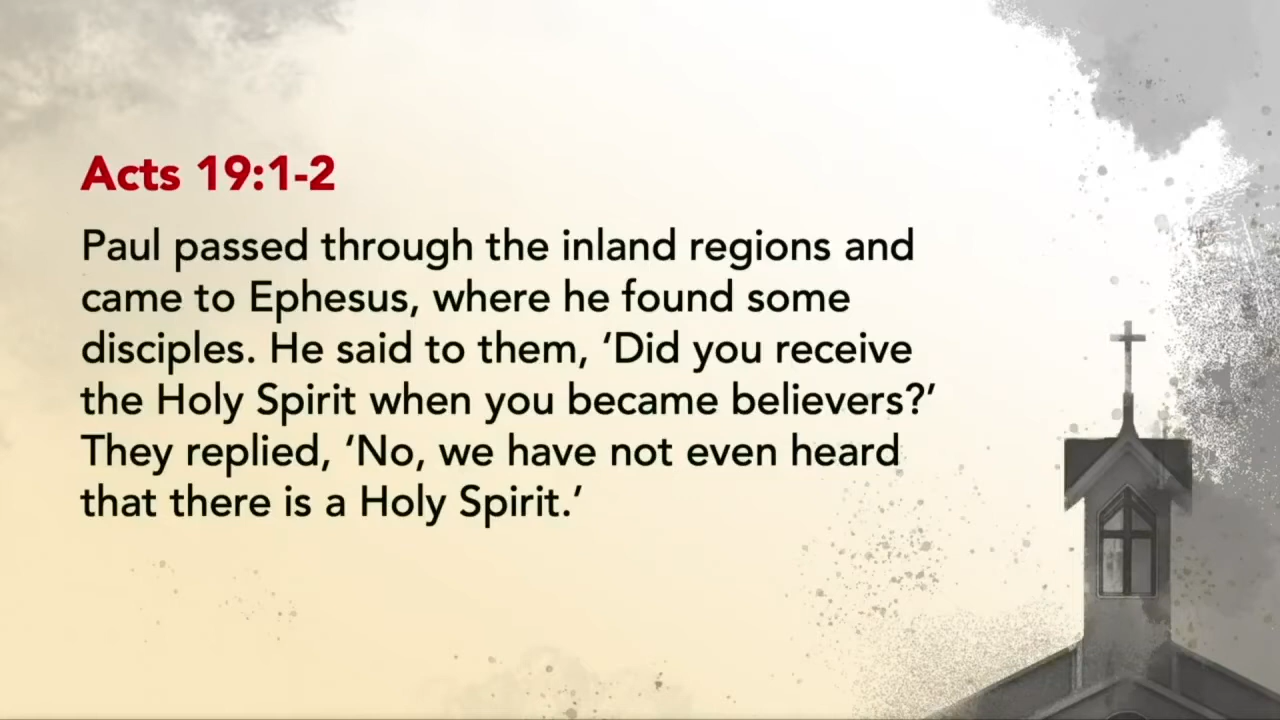 Acts 19:1-2
Paul passed through the inland regions and
came to Ephesus, where he found some
disciples. He said to them, ‘Did you receive
the Holy Spirit when you became believers?’
They replied, ‘No, we have not even heard
that there is a Holy Spirit.’